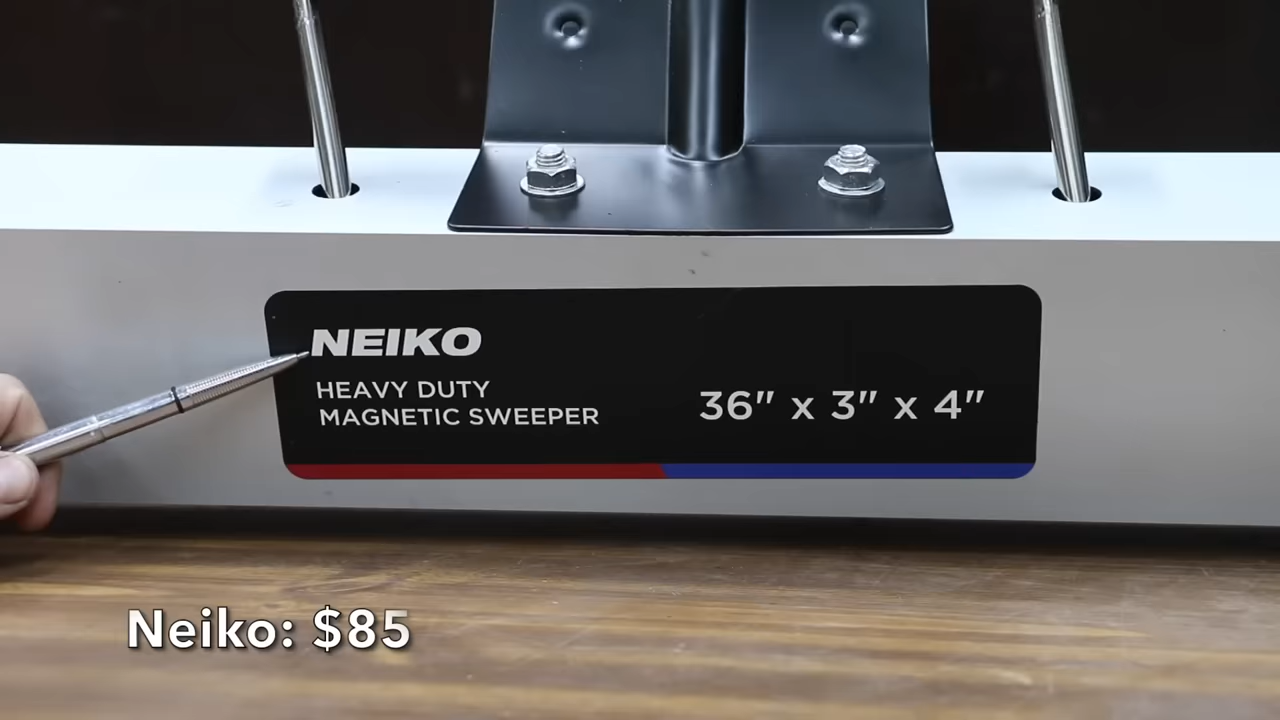 NEIKO
HEAVY DUTY
MAGNETIC SWEEPER
36" x 3" x 4"
Neiko: $85